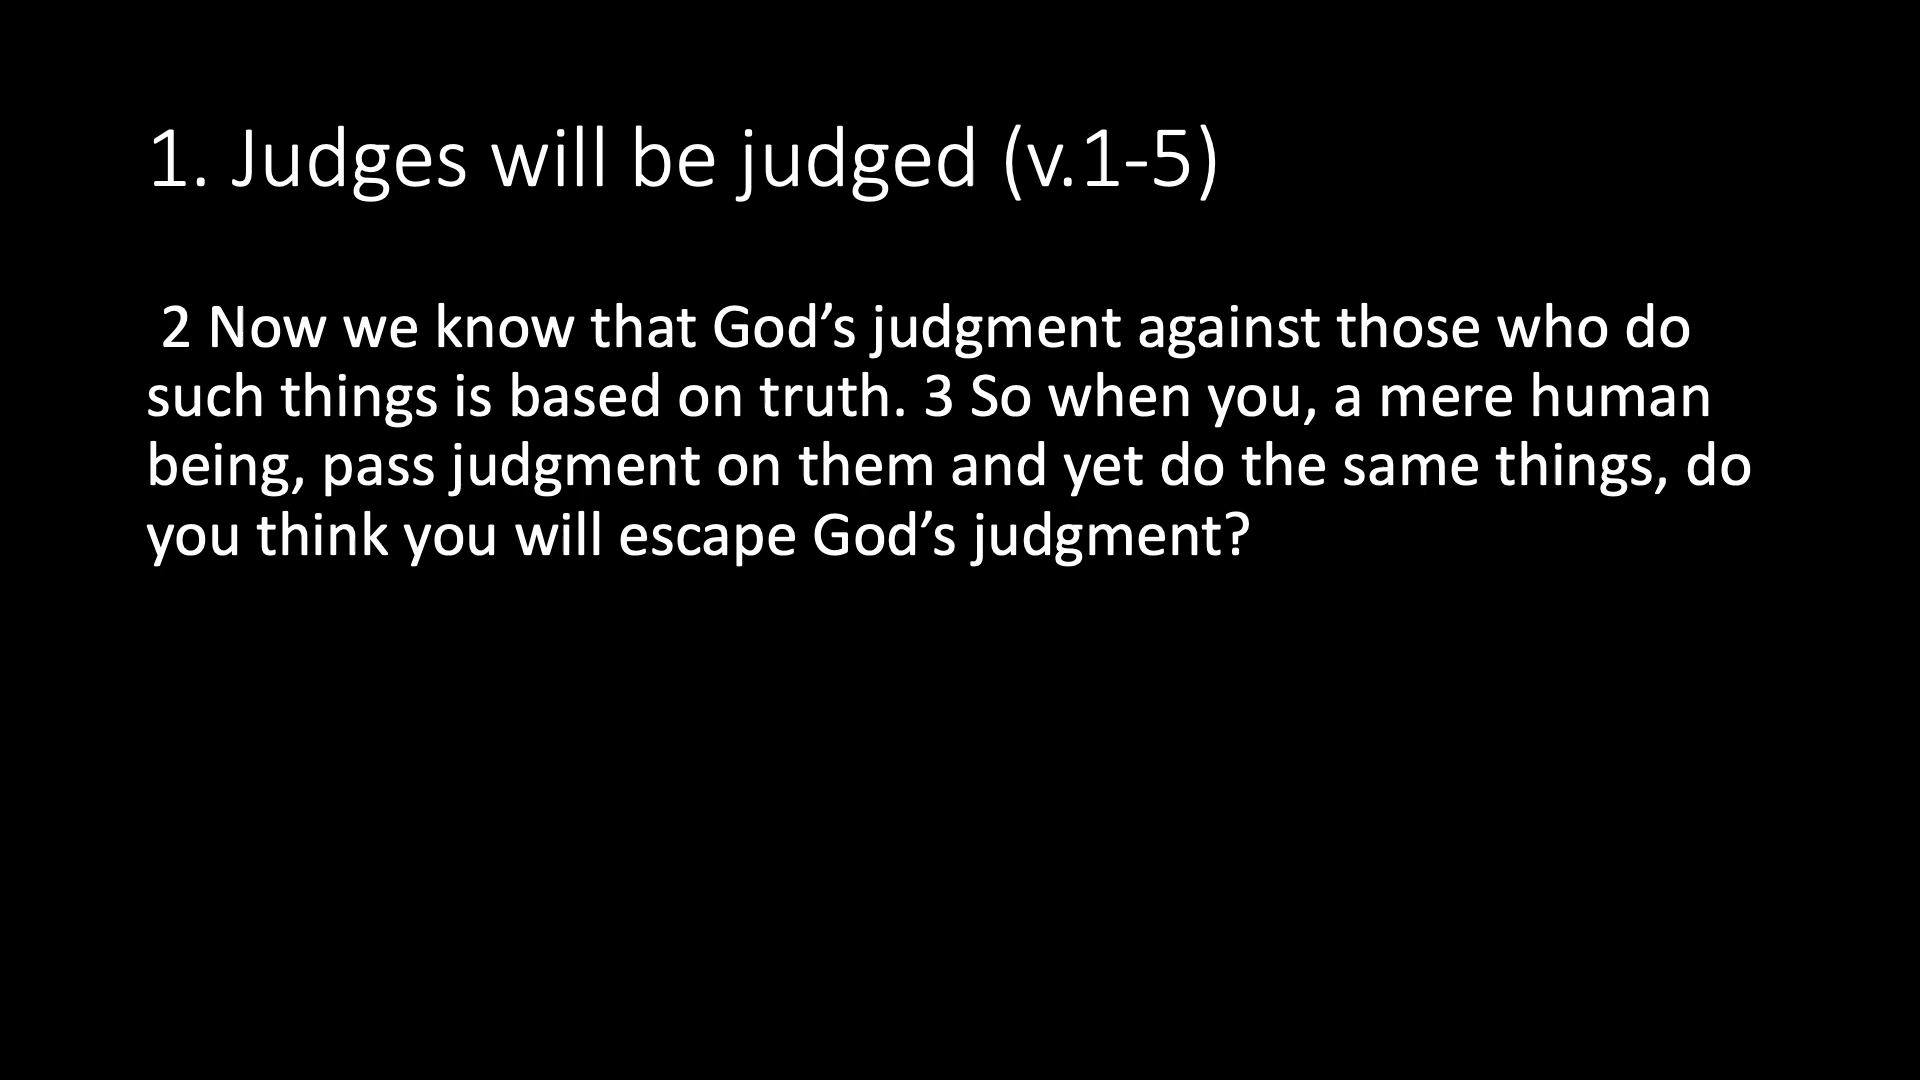 1. Judges will be judged (v.1-5)
2 Now we know that God’s judgment against those who do
such things is based on truth. 3 So when you, a mere human
being, pass judgment on them and yet do the same things, do
you think you will escape God’s judgment?